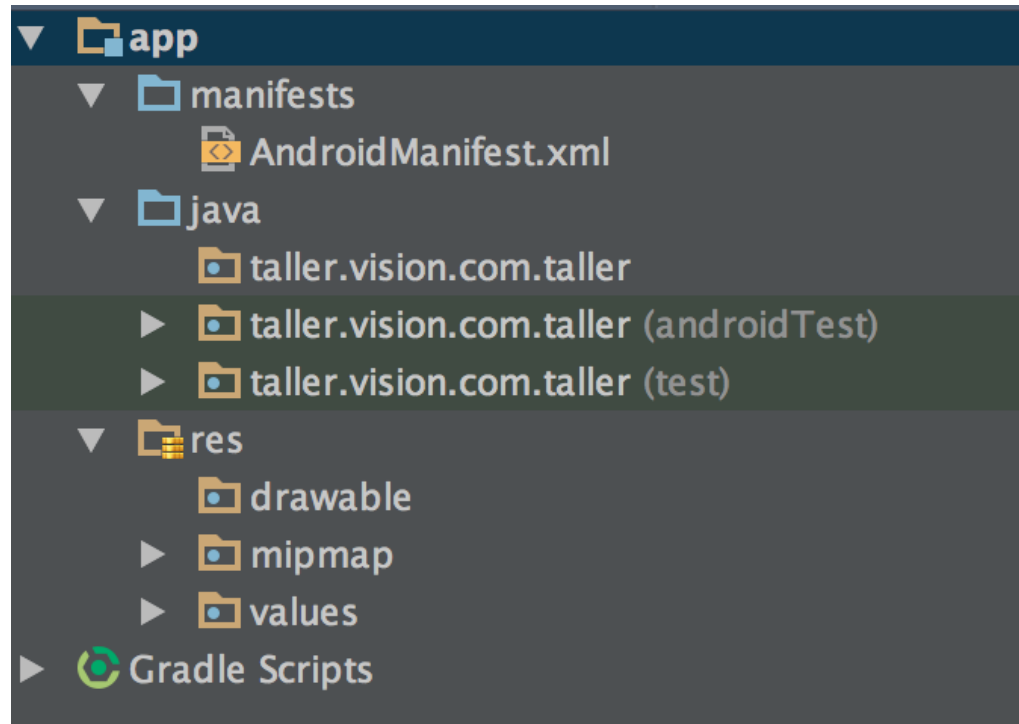 app
manifests
AndroidManifest.xml
java
taller.vision.com.taller
taller.vision.com.taller (androidTest)
taller.vision.com.taller (test)
res
drawable
mipmap
values
Gradle Scripts